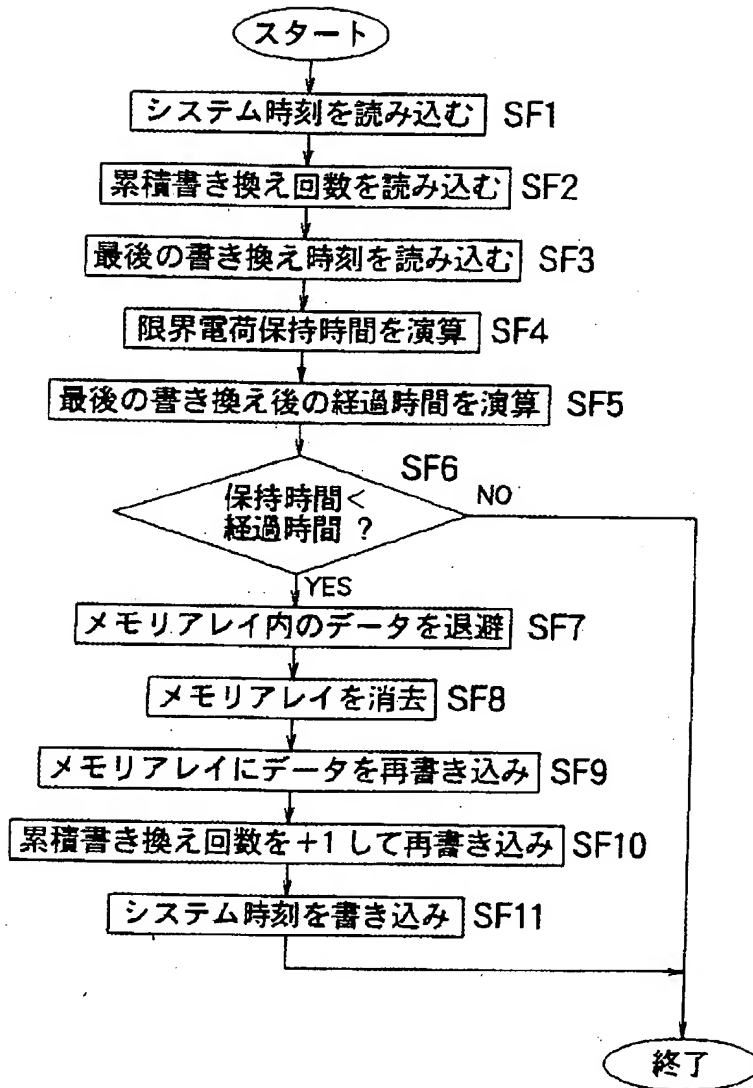 スタート
システム時刻を読み込む SF1
累積書き換え回数を読み込む SF2
最後の書き換え時刻を読み込む SF3
限界電荷保持時間を演算 SF4
最後の書き換え後の経過時間を演算 SF5
SF6
保持時間<
経過時間 ?
NO
YES
メモリアレイ内のデータを退避 SF7
メモリアレイを消去 SF8
メモリアレイにデータを再書き込み SF9
累積書き換え回数を+1して再書き込み SF10
システム時刻を書き込み SF11
終了